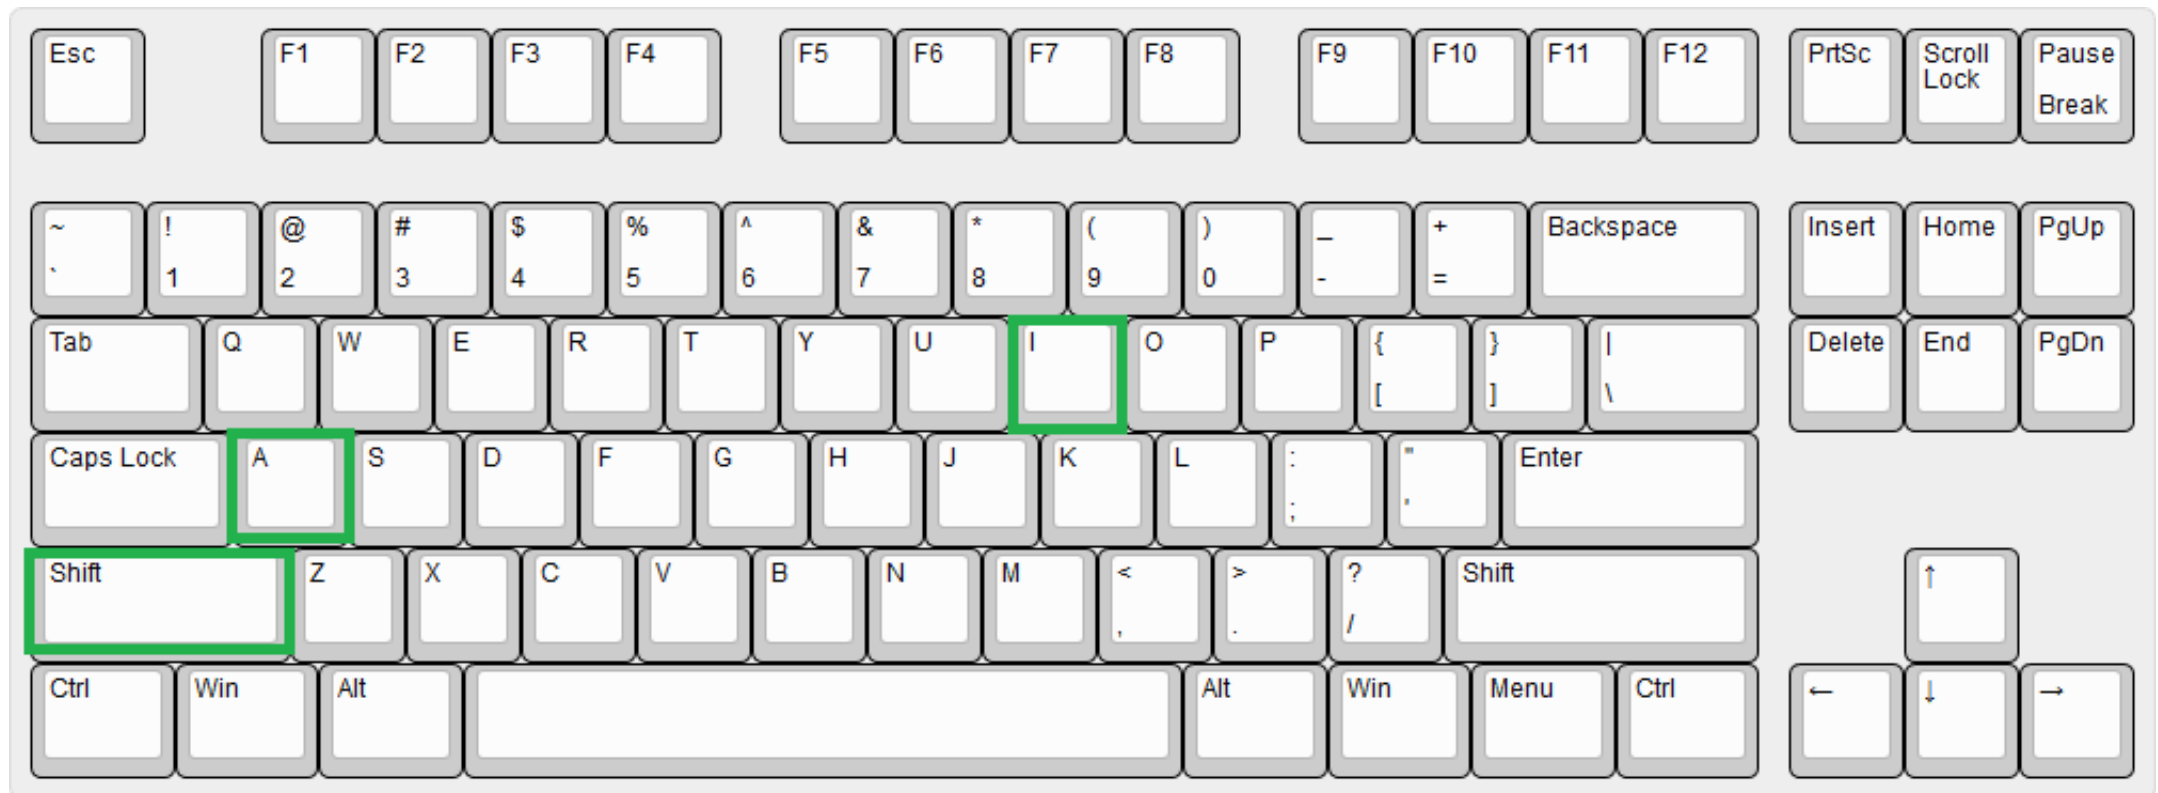 Esc F1 F2 F3 F4 F5 F6 F7 F8 F9 F10 F11 F12 PrtSc Scroll Lock Pause Break
~ ! @ # $ % ^ & * ( ) _ + Backspace Insert Home PgUp
` 1 2 3 4 5 6 7 8 9 0 - =
Tab Q W E R T Y U I O P { } | Delete End PgDn
[ ] \
Caps Lock A S D F G H J K L : " Enter
; '
Shift Z X C V B N M < > ? Shift ↑
, . /
Ctrl Win Alt Alt Win Menu Ctrl ← ↓ →